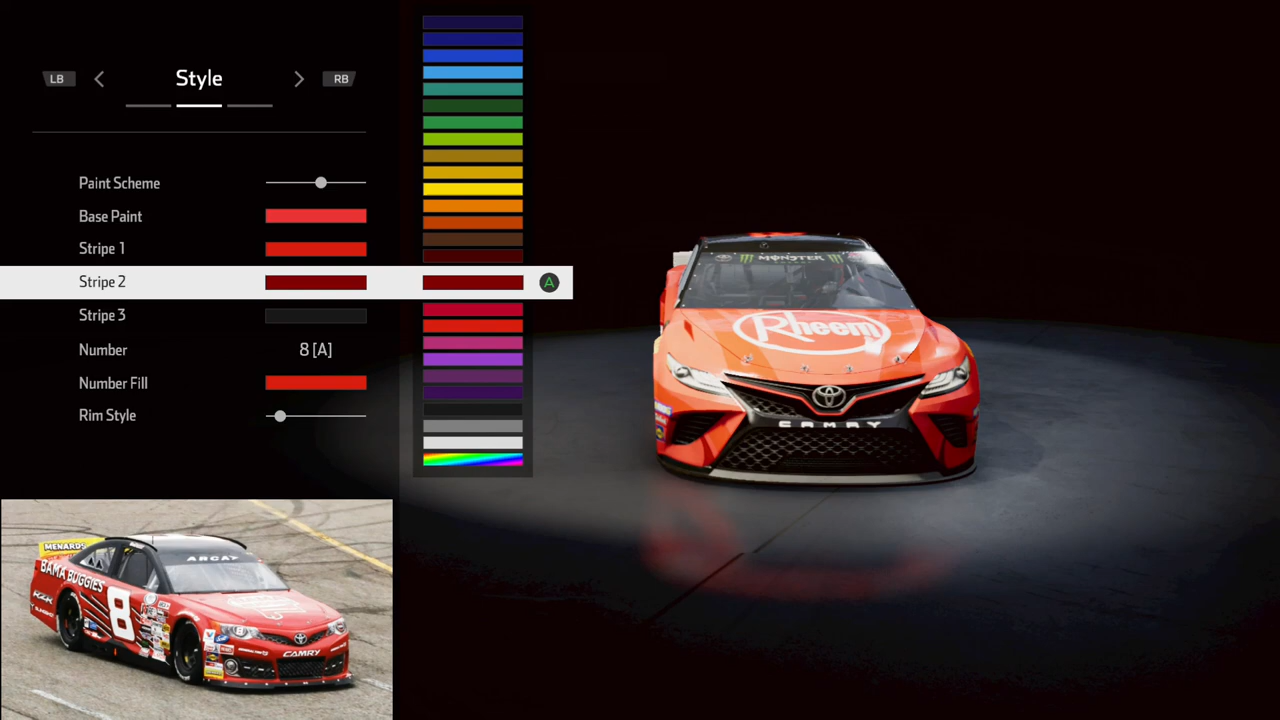 LB
Style
RB
Paint Scheme
Base Paint
Stripe 1
Stripe 2
A
Stripe 3
Number
8 [A]
Number Fill
Rim Style
MONSTER
Rheem
CAMRY
MENARDS
ARCA
BAMA BUGGIES
8
CAMRY